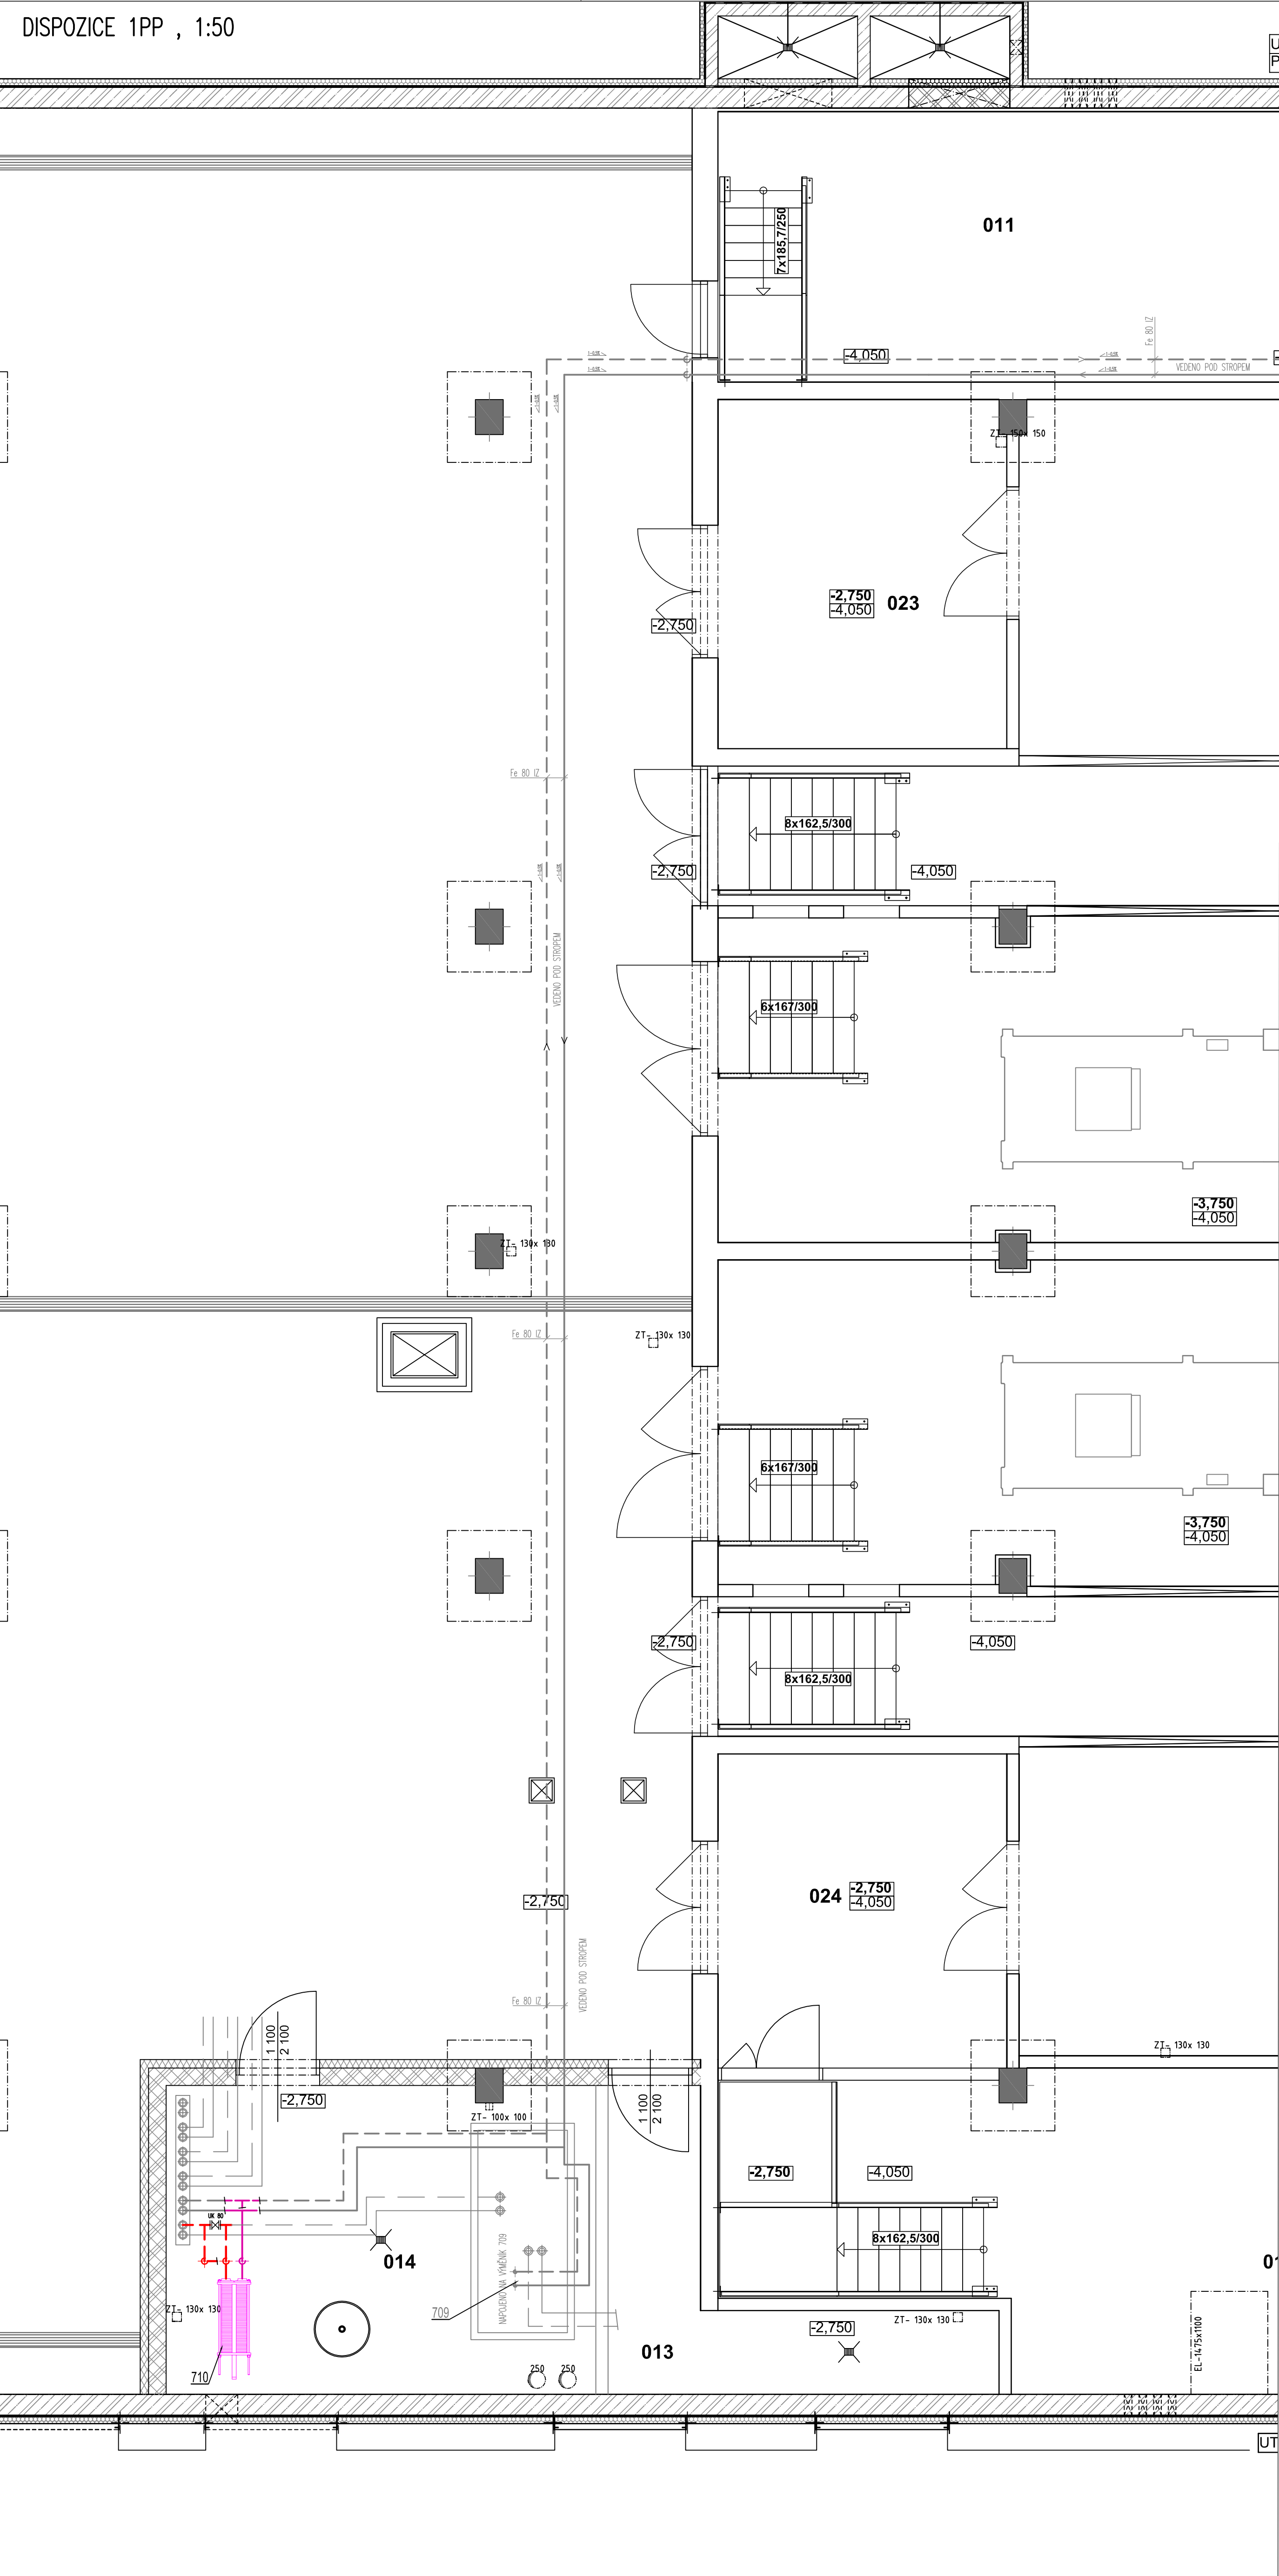 DISPOZICE 1PP , 1:50
U
P
011
7x185,7/250
Fe 80 IZ
-4,050
VEDENO POD STROPEM
ZT- 150x 150
-2,750
-4,050
023
-2,750
Fe 80 IZ
8x162,5/300
-2,750
-4,050
VEDENO POD STROPEM
6x167/300
-3,750
-4,050
ZT- 130x 130
Fe 80 IZ
ZT- 130x 130
6x167/300
-3,750
-4,050
-2,750
-4,050
8x162,5/300
024
-2,750
-4,050
-2,750
VEDENO POD STROPEM
Fe 80 IZ
1 100
2 100
ZT- 130x 130
-2,750
1 100
2 100
ZT- 100x 100
-2,750
-4,050
UK 80
8x162,5/300
014
01
NAPOJENO NA VÝMĚNÍK 709
ZT- 130x 130
709
ZT- 130x 130
-2,750
EL-1475x1100
013
710
250
250
UT